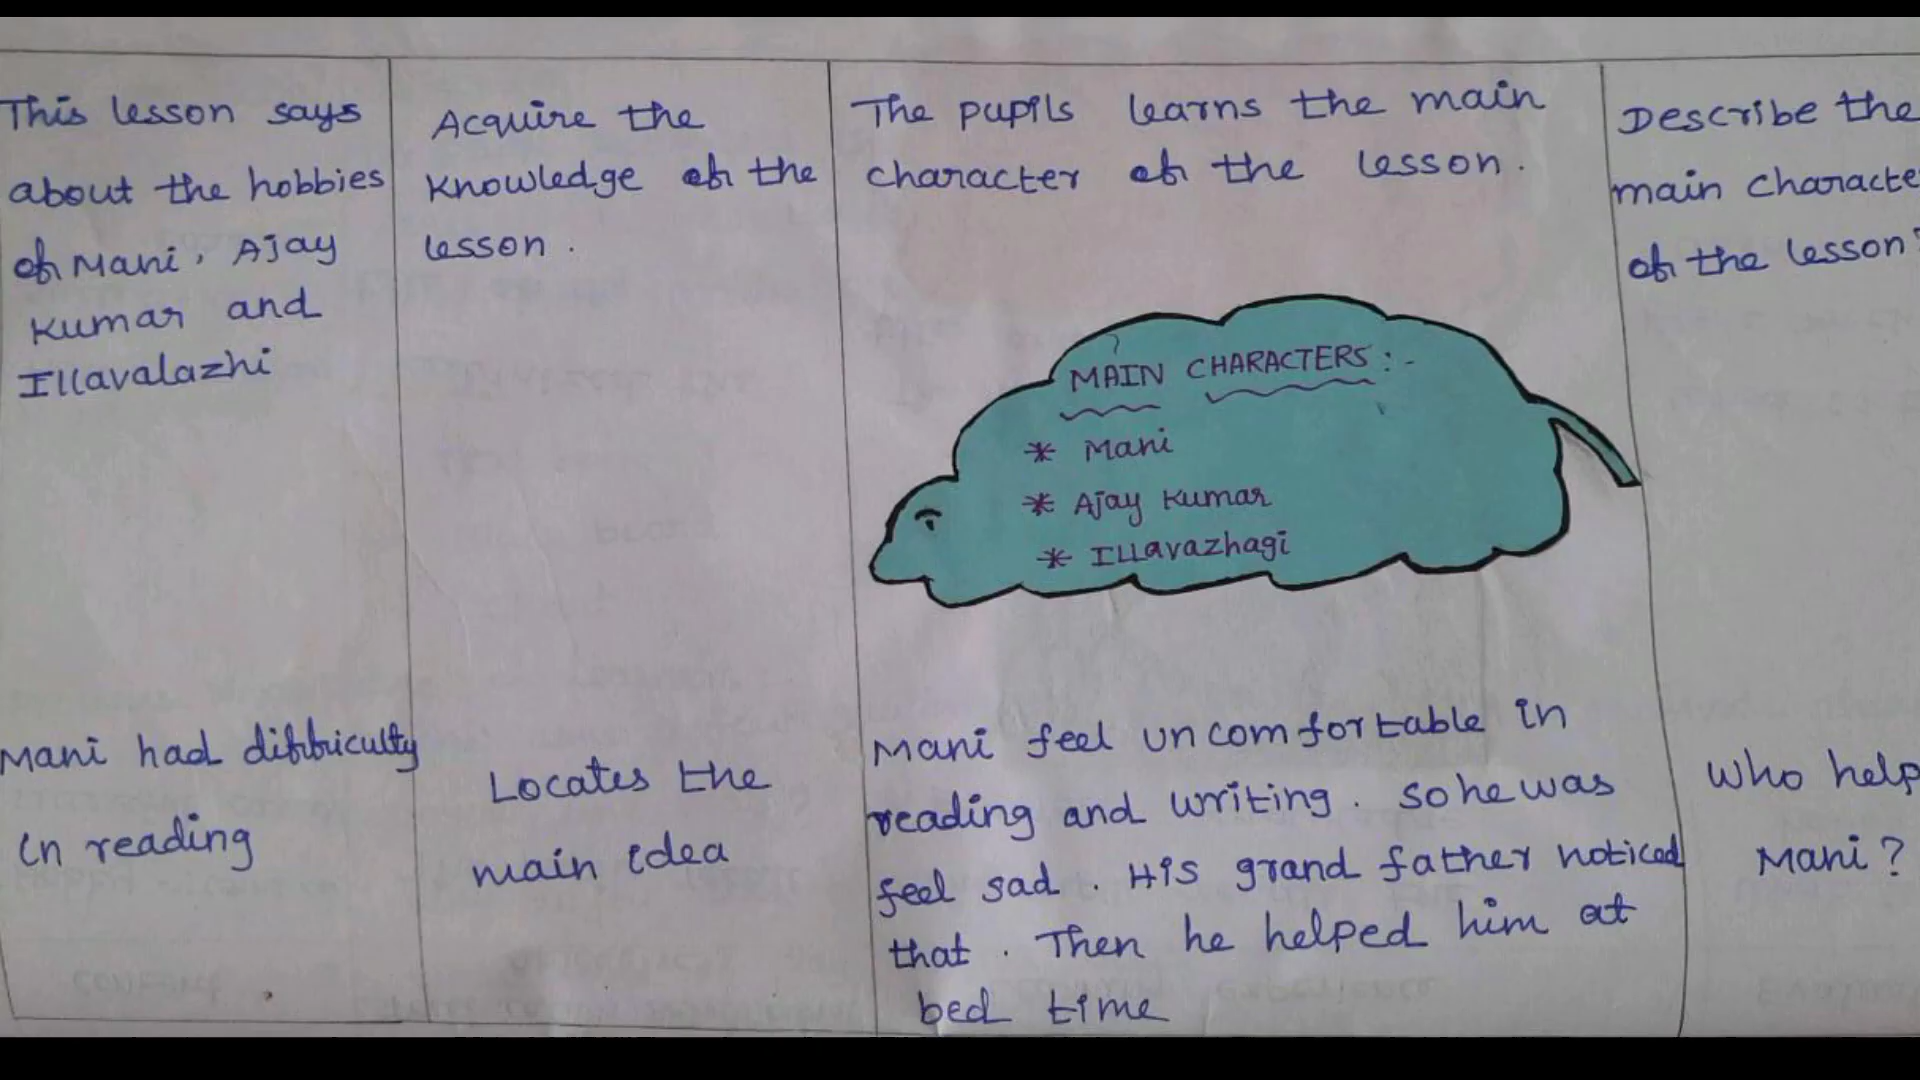 This lesson says
about the hobbies
of Mani, Ajay
Kumar and
Illavalazhi
Acquire the
Knowledge of the
lesson.
The pupils learns the main
character of the lesson.
MAIN CHARACTERS:-
* Mani
* Ajay Kumar
* Illavazhagi
Describe the
main characte
of the lesson?
Mani had difficulty
in reading
Locates the
main idea
Mani feel uncomfortable in
reading and writing. So he was
feel sad. His grand father noticed
that. Then he helped him at
bed time
Who help
Mani?